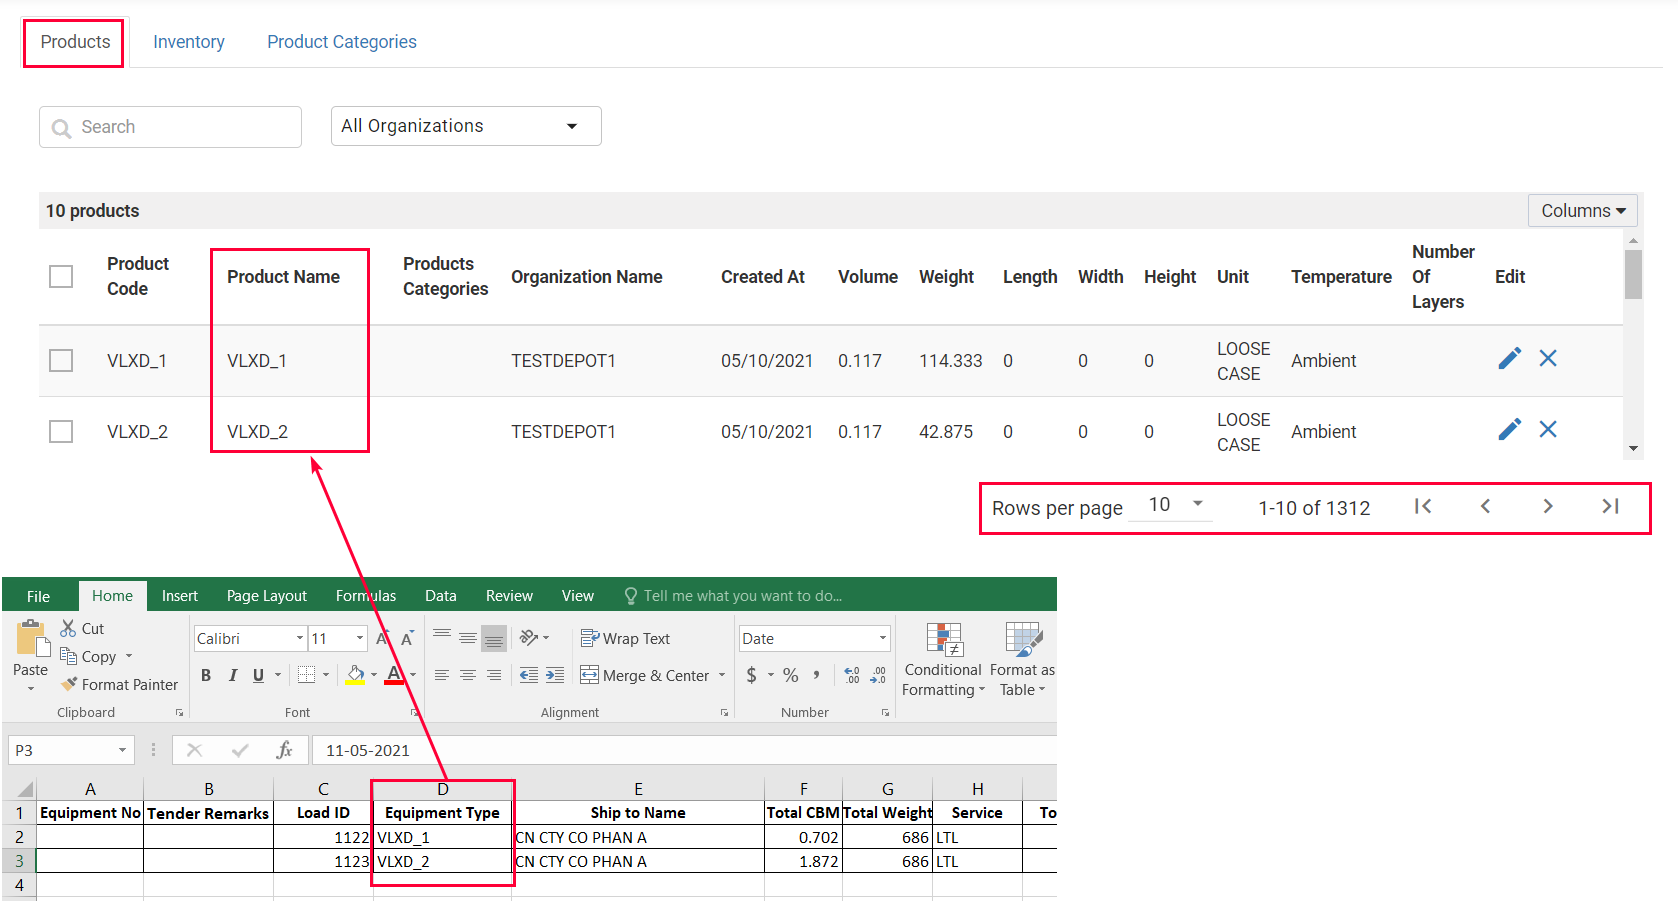 Products Inventory Product Categories
Search All Organizations
10 products Columns
Product Code Product Name Products Categories Organization Name Created At Volume Weight Length Width Height Unit Temperature Number Of Layers Edit
VLXD_1 VLXD_1 TESTDEPOT1 05/10/2021 0.117 114.333 0 0 0 LOOSE CASE Ambient
VLXD_2 VLXD_2 TESTDEPOT1 05/10/2021 0.117 42.875 0 0 0 LOOSE CASE Ambient
Rows per page 10 1-10 of 1312
File Home Insert Page Layout Formulas Data Review View Tell me what you want to do...
Paste Cut Copy Format Painter Clipboard
Calibri 11 A A B I U A Font
Wrap Text Merge & Center Alignment
Date $ % , .0 .00 .00 .0 Number
Conditional Formatting Format as Table
P3 fx 11-05-2021
A B C D E F G H
1 Equipment No Tender Remarks Load ID Equipment Type Ship to Name Total CBM Total Weight Service To
2 1122 VLXD_1 CN CTY CO PHAN A 0.702 686 LTL
3 1123 VLXD_2 CN CTY CO PHAN A 1.872 686 LTL
4